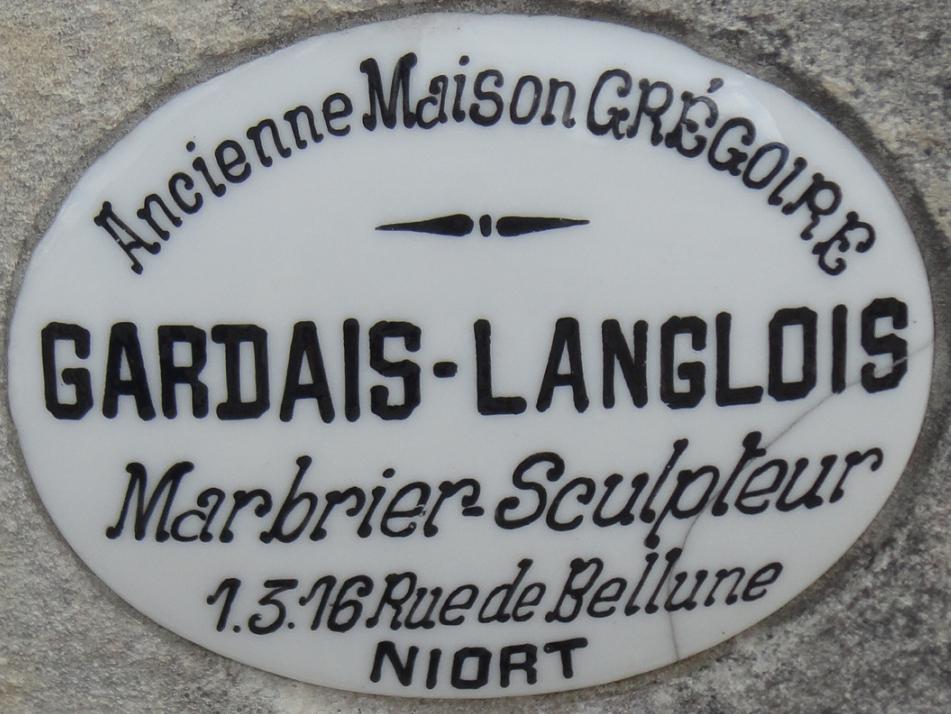 Ancienne Maison GRÉGOIRE
GARDAIS-LANGLOIS
Marbrier-Sculpteur
1.3.16 Rue de Bellune
NIORT